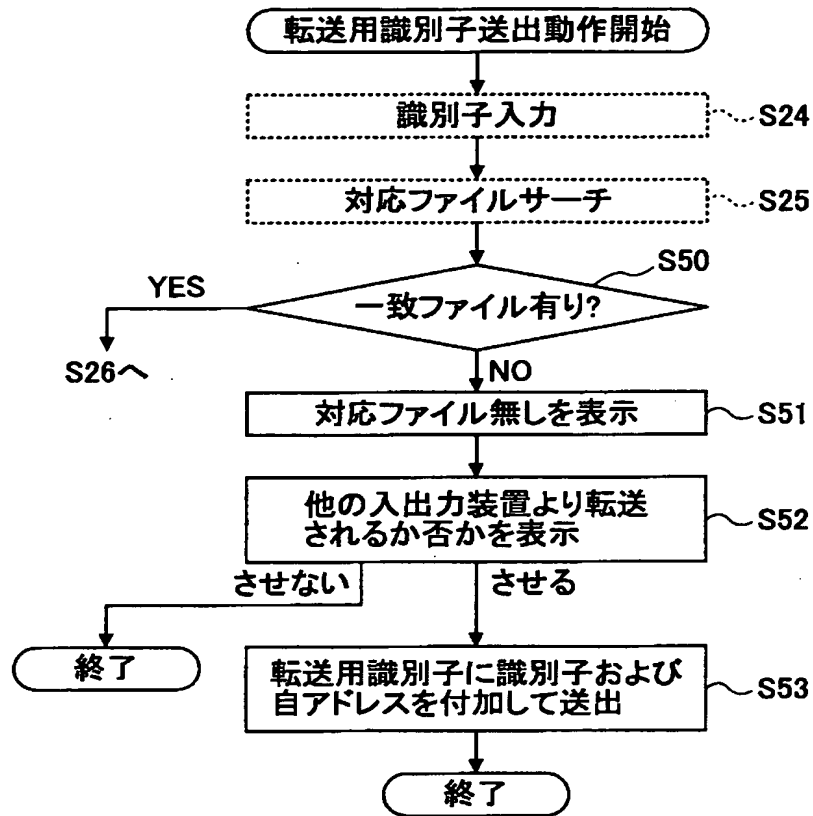 転送用識別子送出動作開始
識別子入力
S24
対応ファイルサーチ
S25
S50
YES
一致ファイル有り?
S26へ
NO
対応ファイル無しを表示
S51
他の入出力装置より転送
されるか否かを表示
S52
させない
させる
終了
転送用識別子に識別子および
自アドレスを付加して送出
S53
終了